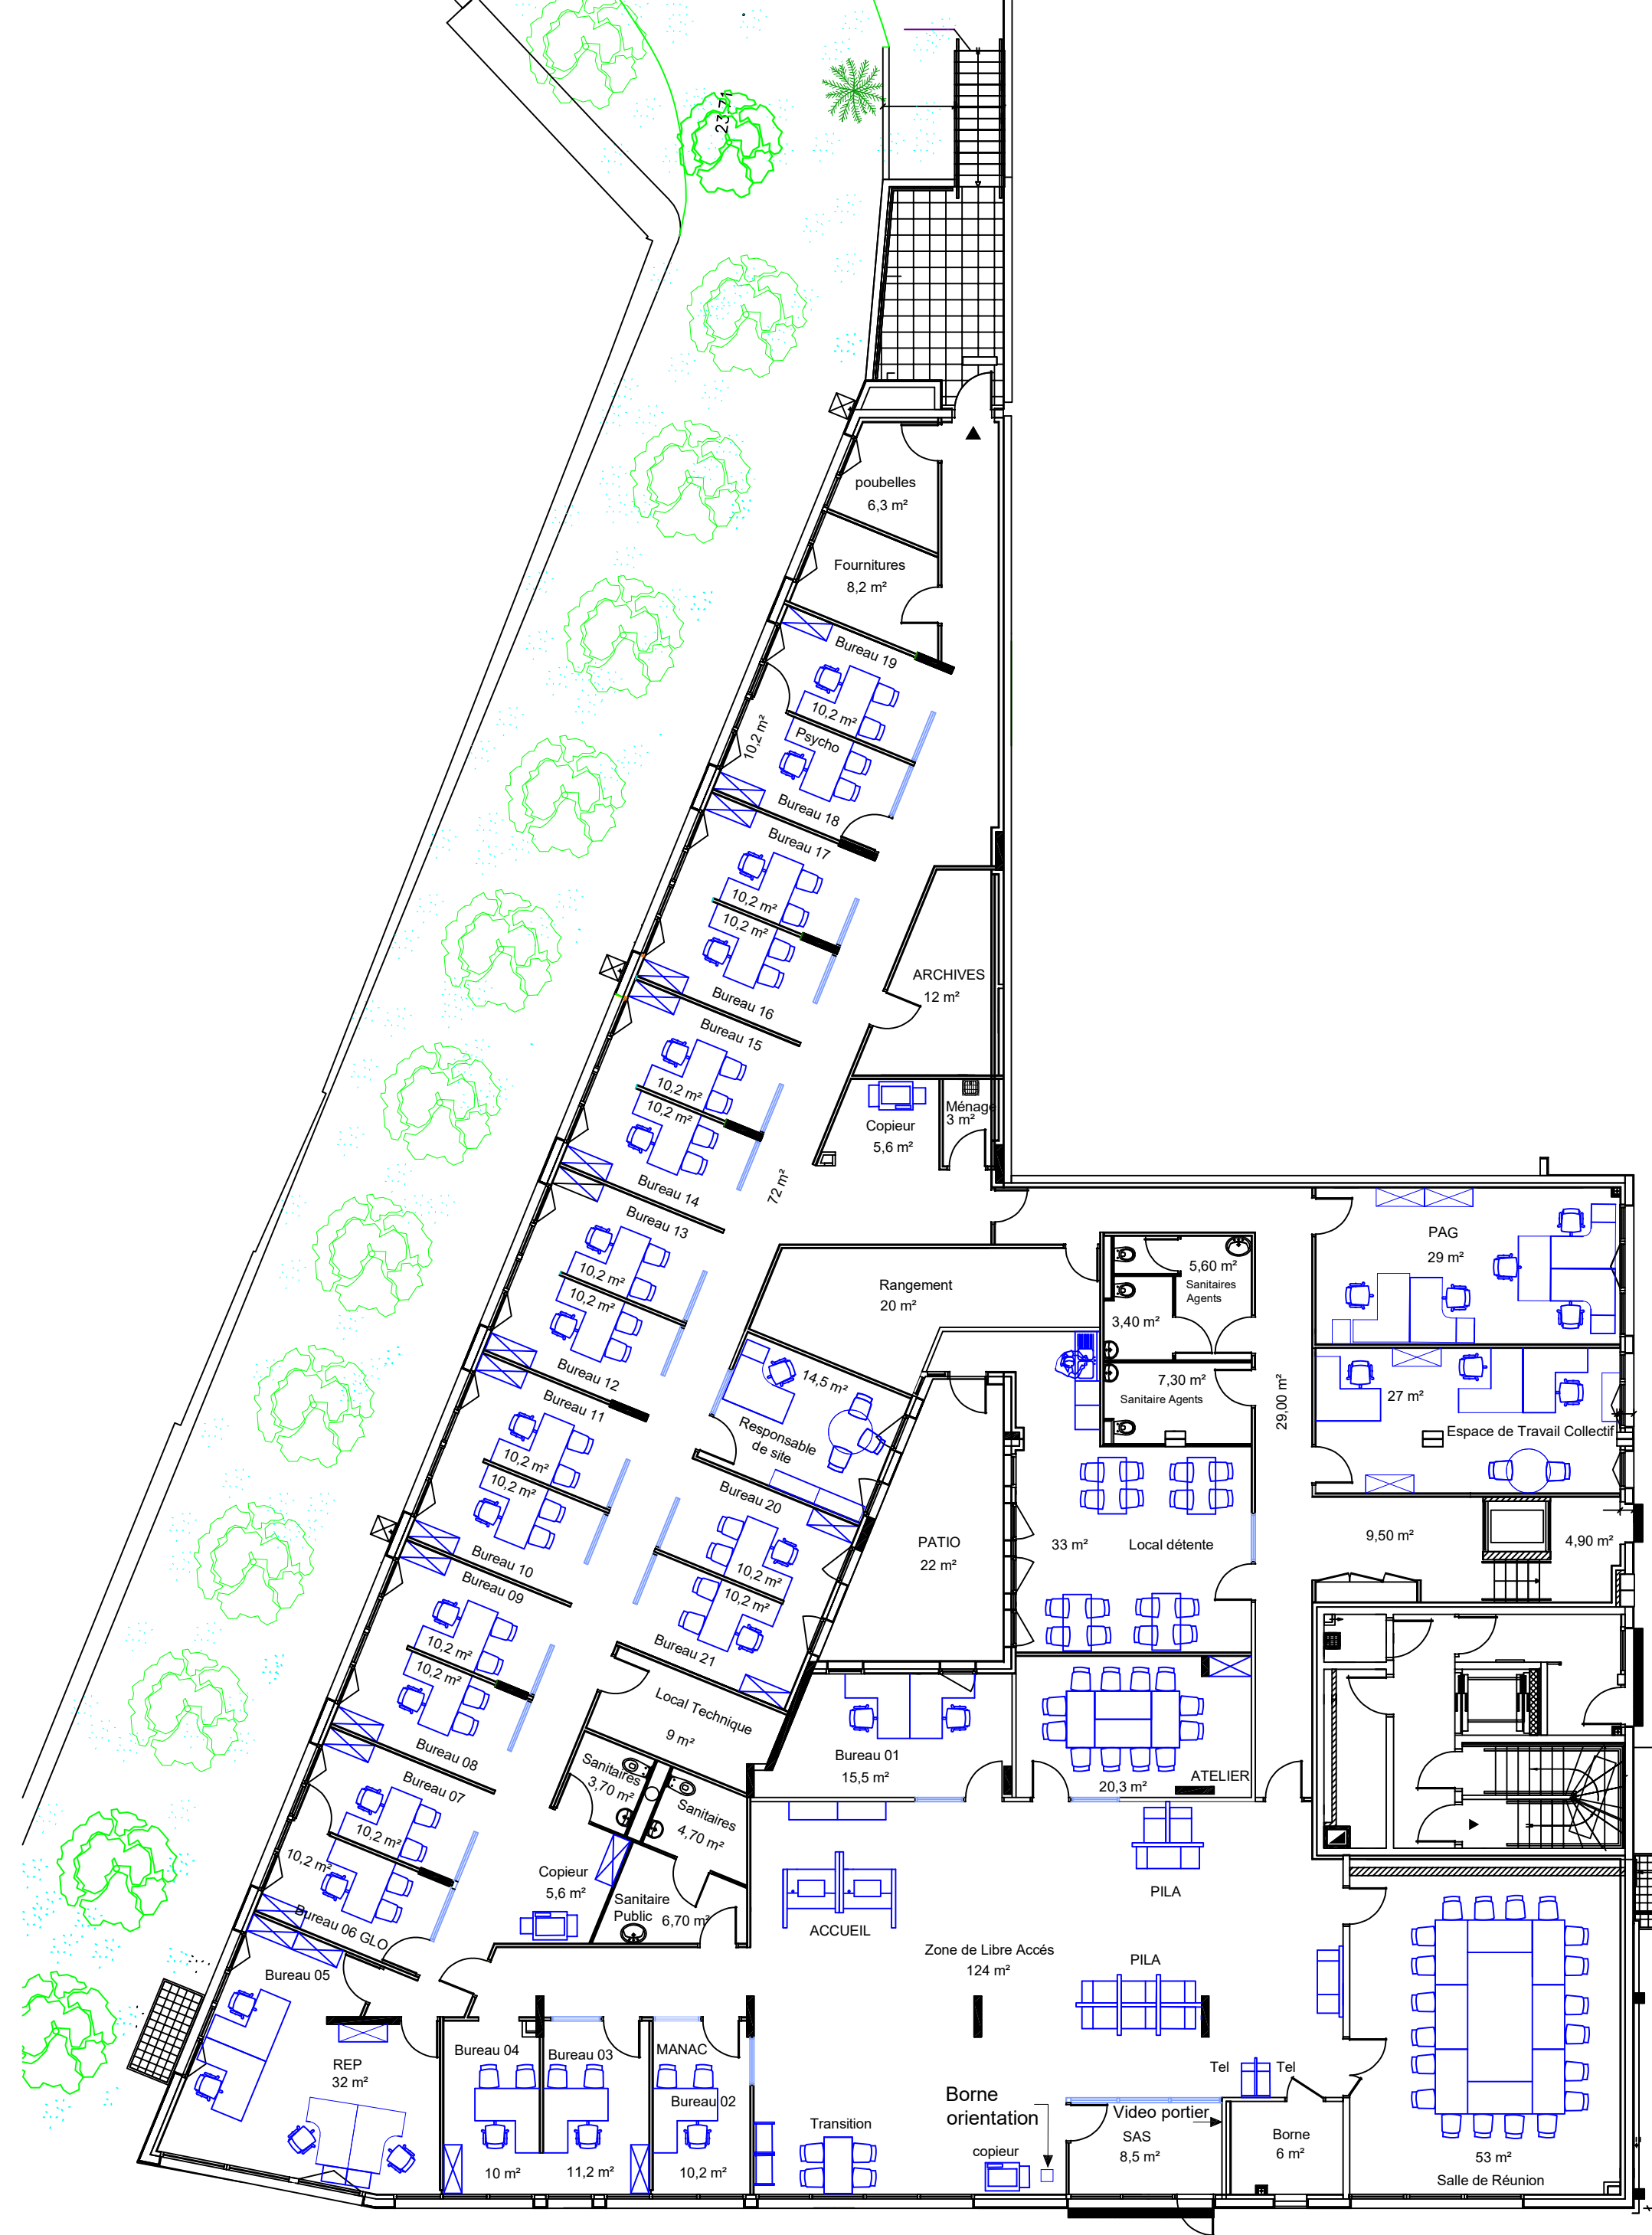 23,71
poubelles
6,3 m²
Fournitures
8,2 m²
Bureau 19
10,2 m²
10,2 m²
Psycho
Bureau 18
Bureau 17
10,2 m²
10,2 m²
Bureau 16
ARCHIVES
12 m²
Bureau 15
10,2 m²
10,2 m²
Bureau 14
Ménage
3 m²
Copieur
5,6 m²
72 m²
Bureau 13
10,2 m²
10,2 m²
Bureau 12
Rangement
20 m²
5,60 m²
Sanitaires
Agents
3,40 m²
7,30 m²
Sanitaire Agents
29,00 m²
PAG
29 m²
27 m²
Espace de Travail Collectif
14,5 m²
Responsable
de site
Bureau 11
10,2 m²
10,2 m²
Bureau 10
Bureau 20
10,2 m²
10,2 m²
Bureau 21
PATIO
22 m²
33 m²
Local détente
9,50 m²
4,90 m²
Bureau 09
10,2 m²
10,2 m²
Bureau 08
Local Technique
9 m²
Bureau 01
15,5 m²
20,3 m²
ATELIER
Sanitaires
3,70 m²
Sanitaires
4,70 m²
Bureau 07
10,2 m²
10,2 m²
Bureau 06 GLO
Copieur
5,6 m²
Sanitaire
Public
6,70 m²
ACCUEIL
PILA
Zone de Libre Accés
124 m²
PILA
Bureau 05
REP
32 m²
Bureau 04
10 m²
Bureau 03
11,2 m²
MANAC
Bureau 02
10,2 m²
Transition
Borne
orientation
copieur
Tel
Tel
Video portier
SAS
8,5 m²
Borne
6 m²
53 m²
Salle de Réunion